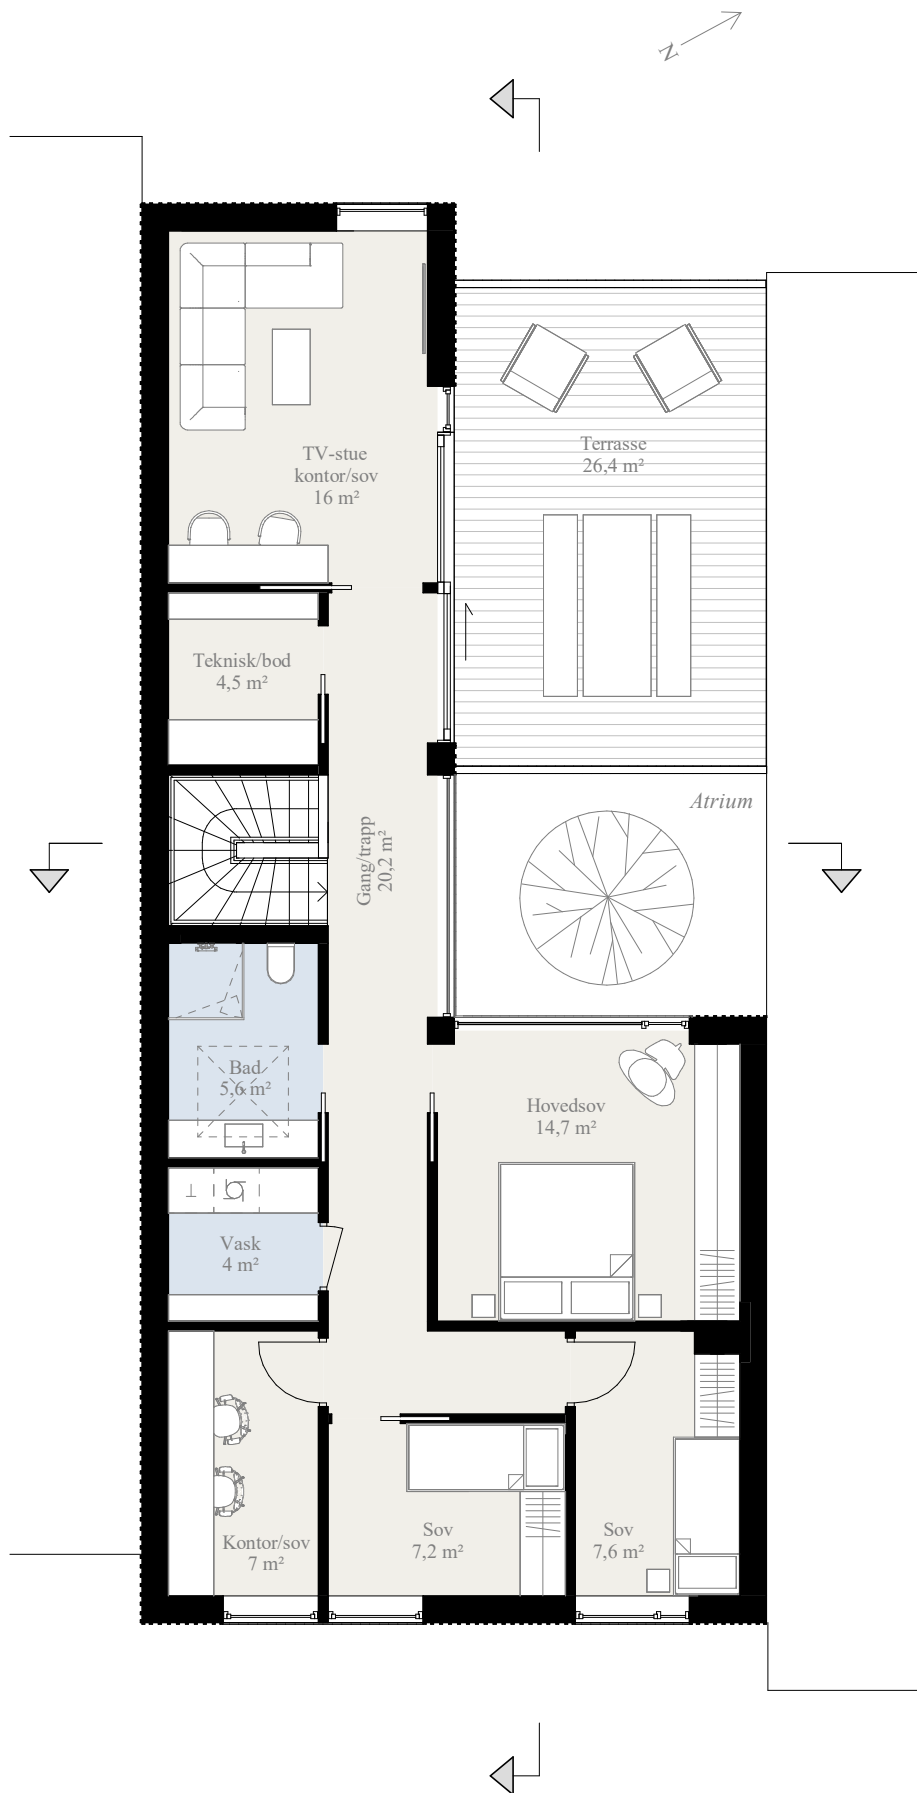 N
TV-stue
kontor/sov
16 m²
Terrasse
26,4 m²
Teknisk/bod
4,5 m²
Atrium
Gang/trapp
20,2 m²
Bad
5,6 m²
Hovedsov
14,7 m²
Vask
4 m²
Kontor/sov
7 m²
Sov
7,2 m²
Sov
7,6 m²